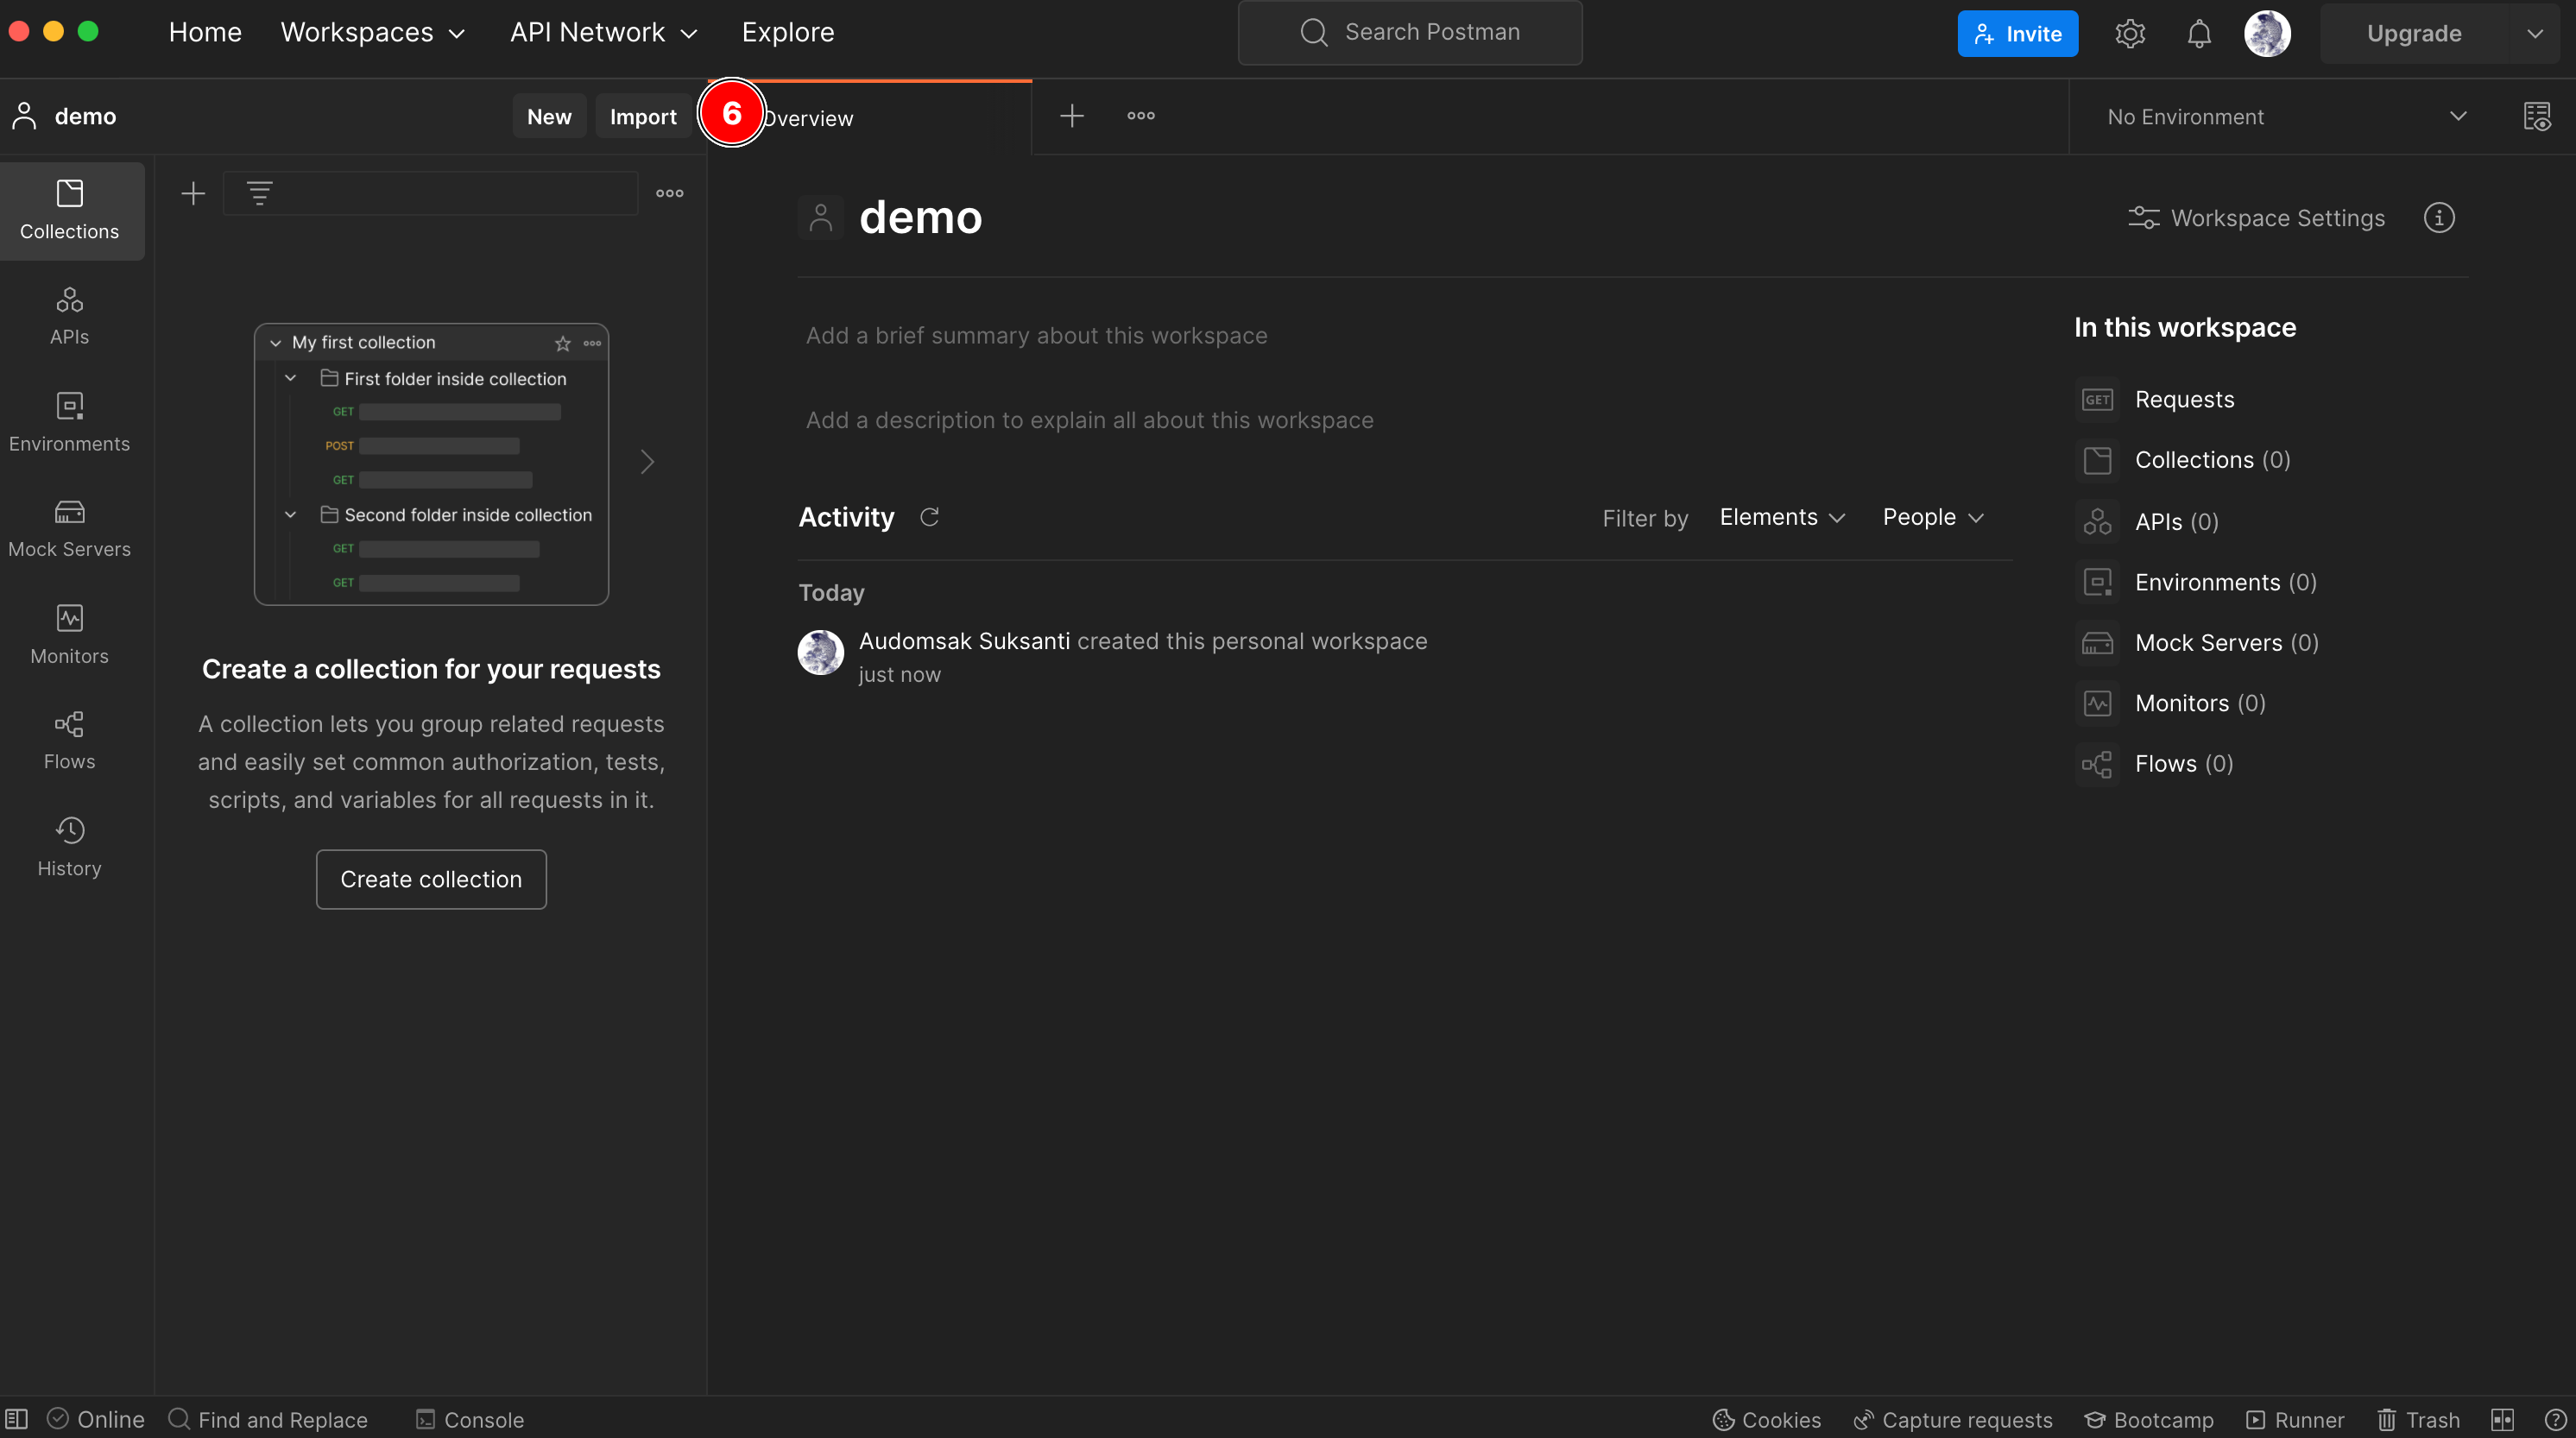 Home Workspaces API Network Explore Search Postman Invite Upgrade
demo New Import 6 Overview No Environment
Collections
APIs
Environments
Mock Servers
Monitors
Flows
History
My first collection
First folder inside collection
GET
POST
GET
Second folder inside collection
GET
GET
Create a collection for your requests
A collection lets you group related requests
and easily set common authorization, tests,
scripts, and variables for all requests in it.
Create collection
demo
Workspace Settings
Add a brief summary about this workspace
Add a description to explain all about this workspace
Activity Filter by Elements People
Today
Audomsak Suksanti created this personal workspace
just now
In this workspace
GET Requests
Collections (0)
APIs (0)
Environments (0)
Mock Servers (0)
Monitors (0)
Flows (0)
Online Find and Replace Console Cookies Capture requests Bootcamp Runner Trash